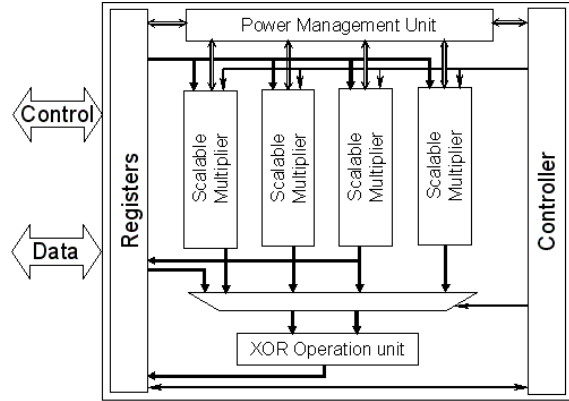 Power Management Unit
Control
Data
Registers
Scalable
Multiplier
Scalable
Multiplier
Scalable
Multiplier
Scalable
Multiplier
Controller
XOR Operation unit